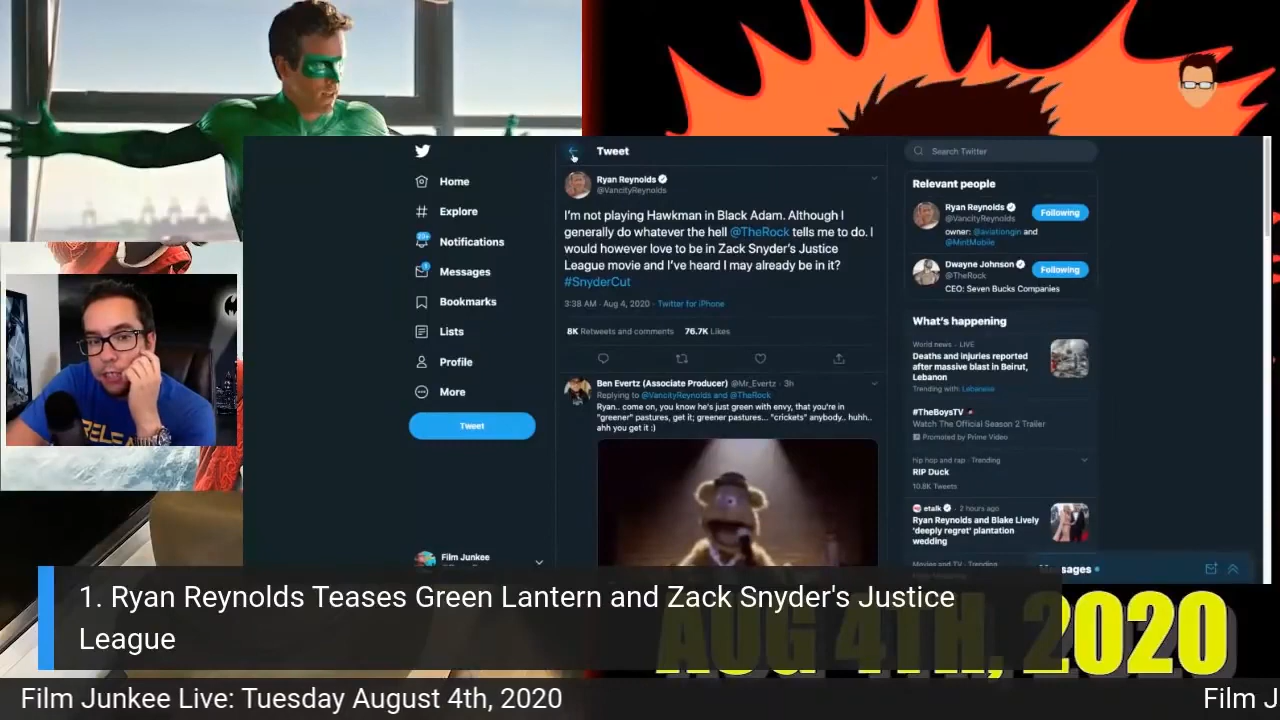 Tweet
Search Twitter
Home
Explore
Notifications
Messages
Bookmarks
Lists
Profile
More
Tweet
Film Junkee
Ryan Reynolds
@VancityReynolds
I'm not playing Hawkman in Black Adam. Although I
generally do whatever the hell @TheRock tells me to do. I
would however love to be in Zack Snyder's Justice
League movie and I've heard I may already be in it?
#SnyderCut
3:38 AM · Aug 4, 2020 · Twitter for iPhone
8K Retweets and comments 76.7K Likes
Ben Evertz (Associate Producer) @Mr_Evertz · 3h
Replying to @VancityReynolds and @TheRock
Ryan.. come on, you know he's just green with envy, that you're in
"greener" pastures, get it; greener pastures... "crickets" anybody.. huhh..
ahh you get it :)
Relevant people
Ryan Reynolds
@VancityReynolds
Following
owner: @aviationgin and
@MintMobile
Dwayne Johnson
@TheRock
Following
CEO: Seven Bucks Companies
What's happening
World news · LIVE
Deaths and injuries reported
after massive blast in Beirut,
Lebanon
Trending with: Lebanese
#TheBoysTV
Watch The Official Season 2 Trailer
Promoted by Prime Video
hip hop and rap · Trending
RIP Duck
10.8K Tweets
etalk · 2 hours ago
Ryan Reynolds and Blake Lively
'deeply regret' plantation
wedding
Movies and TV · Trending
1. Ryan Reynolds Teases Green Lantern and Zack Snyder's Justice
League
AUG 4TH, 2020
Film Junkee Live: Tuesday August 4th, 2020
Film J